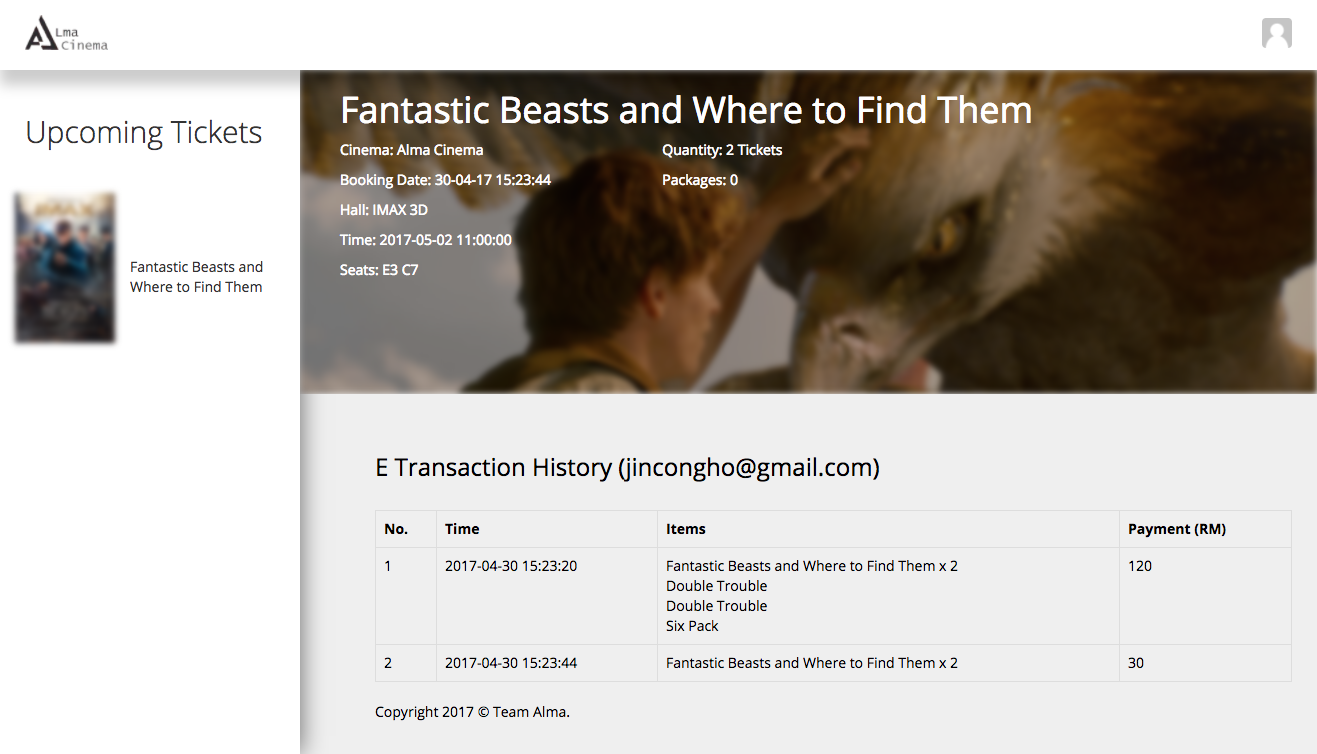 Lma
Cinema
Upcoming Tickets
Fantastic Beasts and
Where to Find Them
Fantastic Beasts and Where to Find Them
Cinema: Alma Cinema
Quantity: 2 Tickets
Booking Date: 30-04-17 15:23:44
Packages: 0
Hall: IMAX 3D
Time: 2017-05-02 11:00:00
Seats: E3 C7
E Transaction History (jincongho@gmail.com)
No. Time Items Payment (RM)
1 2017-04-30 15:23:20 Fantastic Beasts and Where to Find Them x 2 120
Double Trouble
Double Trouble
Six Pack
2 2017-04-30 15:23:44 Fantastic Beasts and Where to Find Them x 2 30
Copyright 2017 © Team Alma.